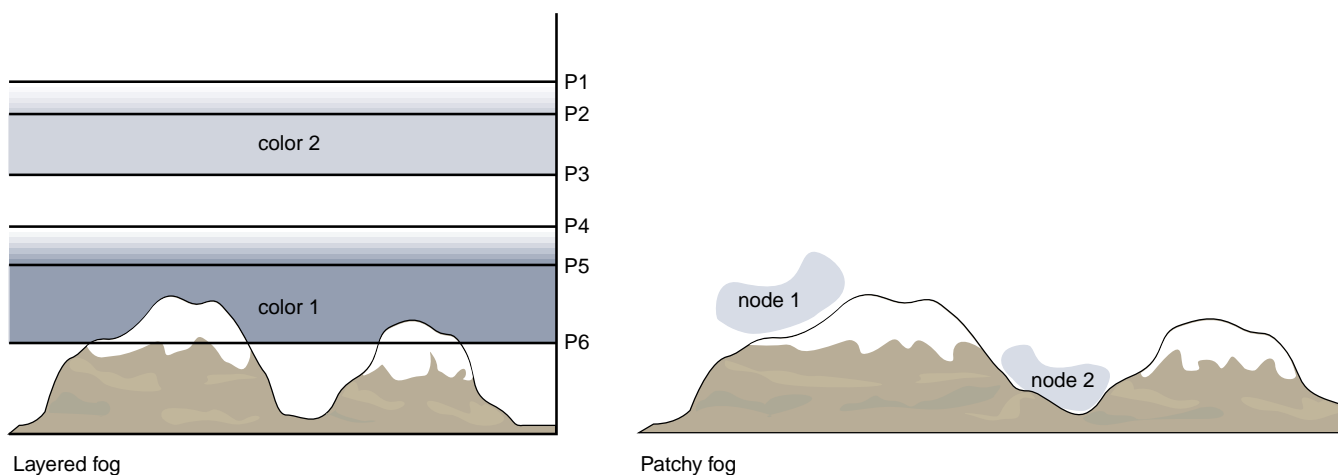 P1
P2
color 2
P3
P4
P5
color 1
P6
node 1
node 2
Layered fog
Patchy fog